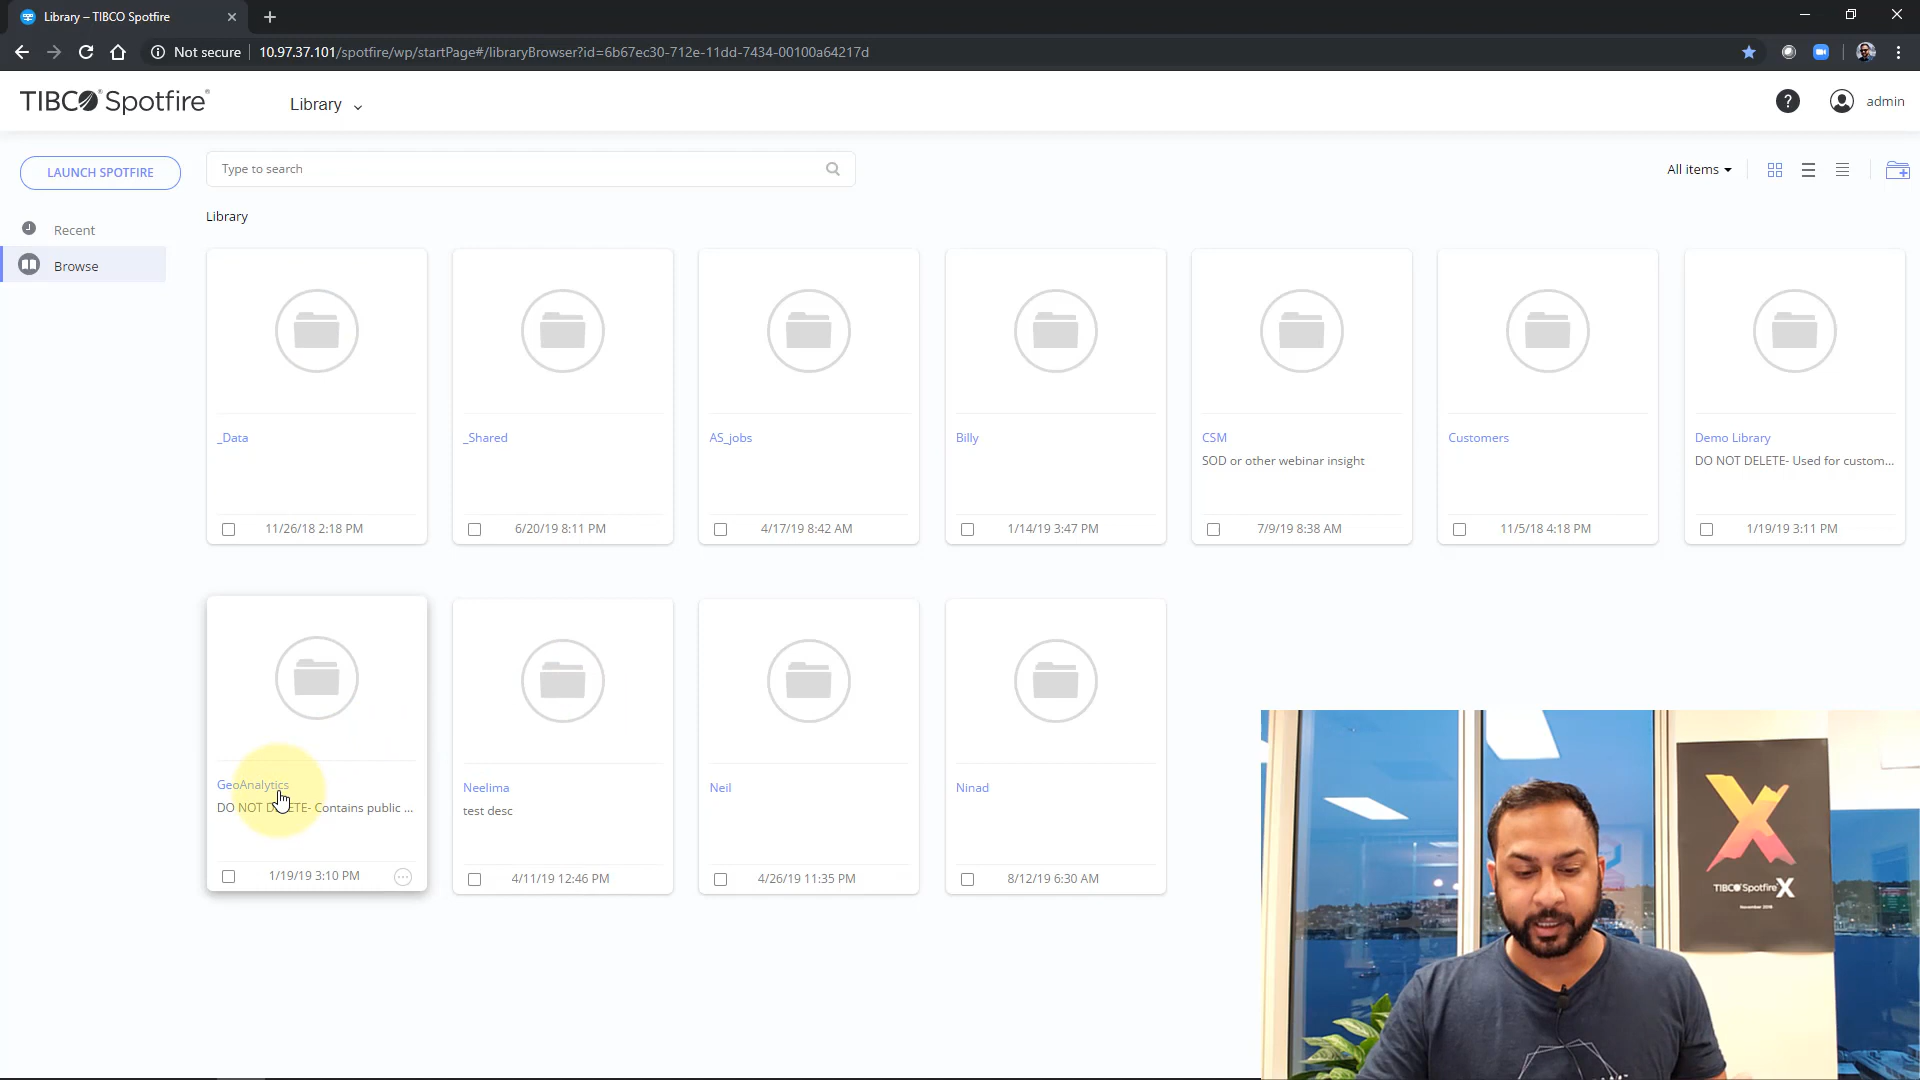 Library – TIBCO Spotfire
Not secure
10.97.37.101/spotfire/wp/startPage#/libraryBrowser?id=6b67ec30-712e-11dd-7434-00100a64217d
TIBCO® Spotfire®
Library
?
admin
LAUNCH SPOTFIRE
Type to search
All items
Recent
Browse
Library
_Data
_Shared
AS_jobs
Billy
CSM
Customers
Demo Library
SOD or other webinar insight
DO NOT DELETE- Used for custom...
11/26/18 2:18 PM
6/20/19 8:11 PM
4/17/19 8:42 AM
1/14/19 3:47 PM
7/9/19 8:38 AM
11/5/18 4:18 PM
1/19/19 3:11 PM
GeoAnalytics
Neelima
Neil
Ninad
DO NOT DELETE- Contains public ...
test desc
1/19/19 3:10 PM
4/11/19 12:46 PM
4/26/19 11:35 PM
8/12/19 6:30 AM
X
TIBCO Spotfire X
November 2018